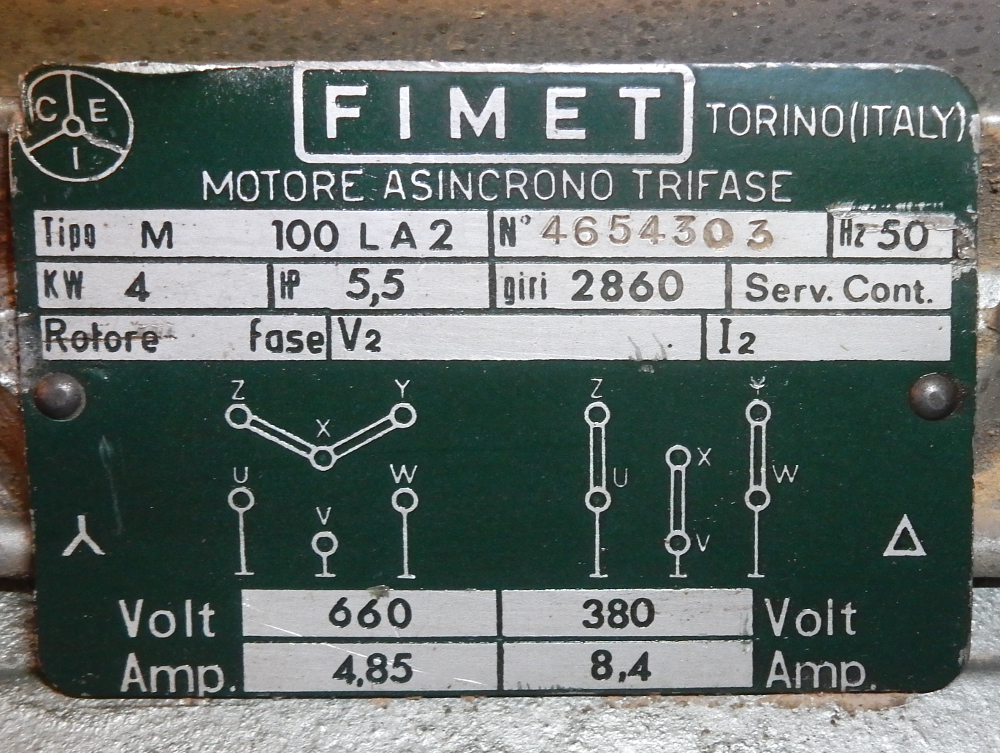 C E I
FIMET TORINO(ITALY)
MOTORE ASINCRONO TRIFASE
Tipo M 100 LA2 N° 4654303 Hz 50
KW 4 HP 5,5 giri 2860 Serv. Cont.
Rotore fase V2 I2
Z Y Z Y
X X
U W U W
V V
Volt 660 380 Volt
Amp. 4,85 8,4 Amp.